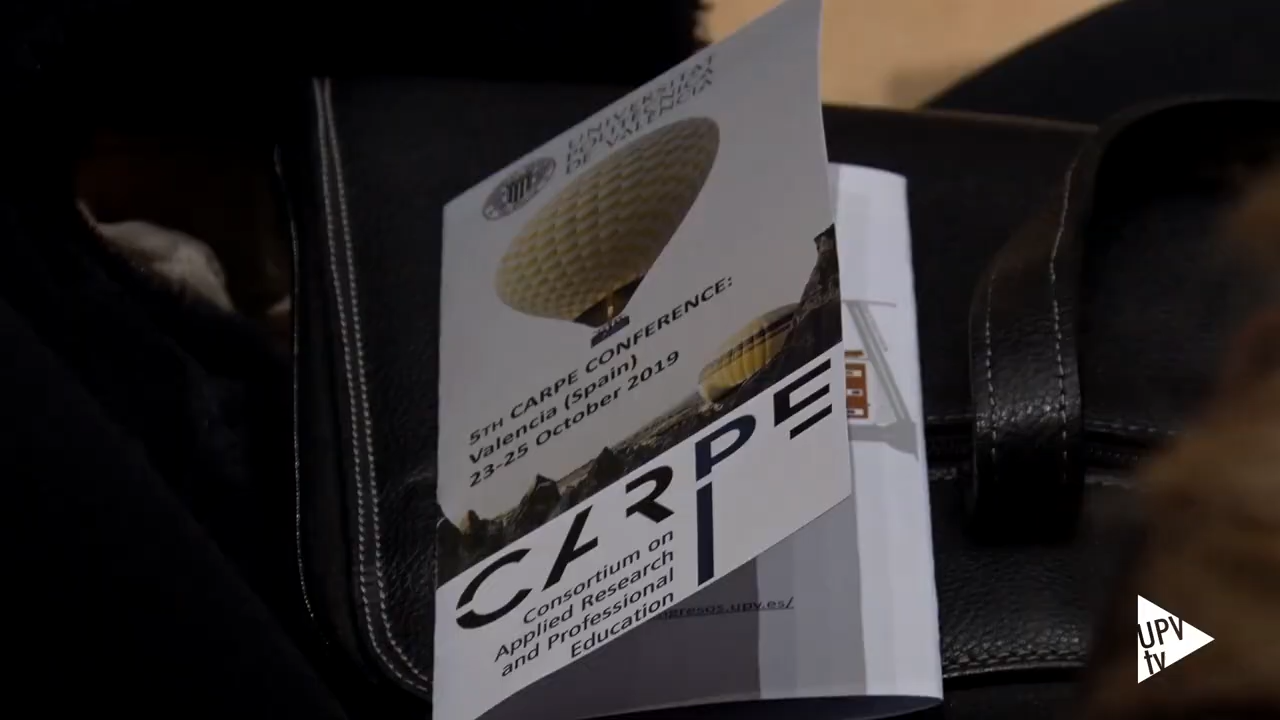 UNIVERSITAT
POLITÈCNICA
DE VALÈNCIA
5TH CARPE CONFERENCE:
Valencia (Spain)
23-25 October 2019
CARPE
Consortium on
Applied Research
and Professional
Education
gresos.upv.es/
UPV
tv